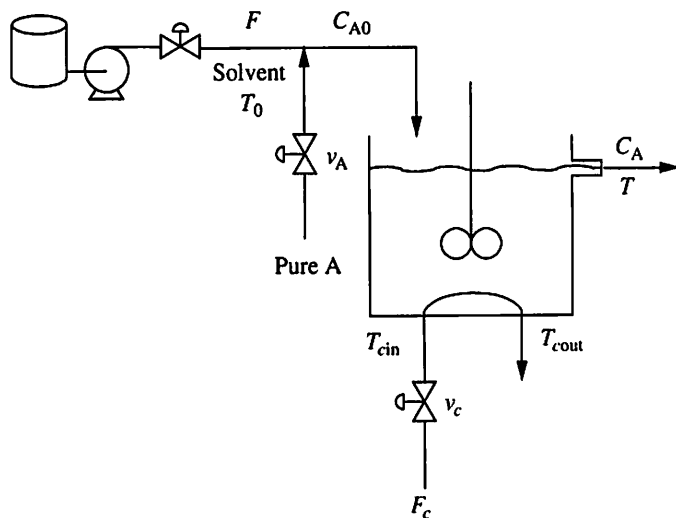 F
C_A0
Solvent
T_0
v_A
Pure A
C_A
T
T_cin
T_cout
v_c
F_c